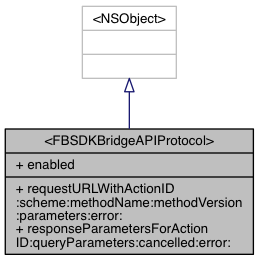 <NSObject>
<FBSDKBridgeAPIProtocol>
+ enabled
+ requestURLWithActionID
:scheme:methodName:methodVersion
:parameters:error:
+ responseParametersForAction
ID:queryParameters:cancelled:error: